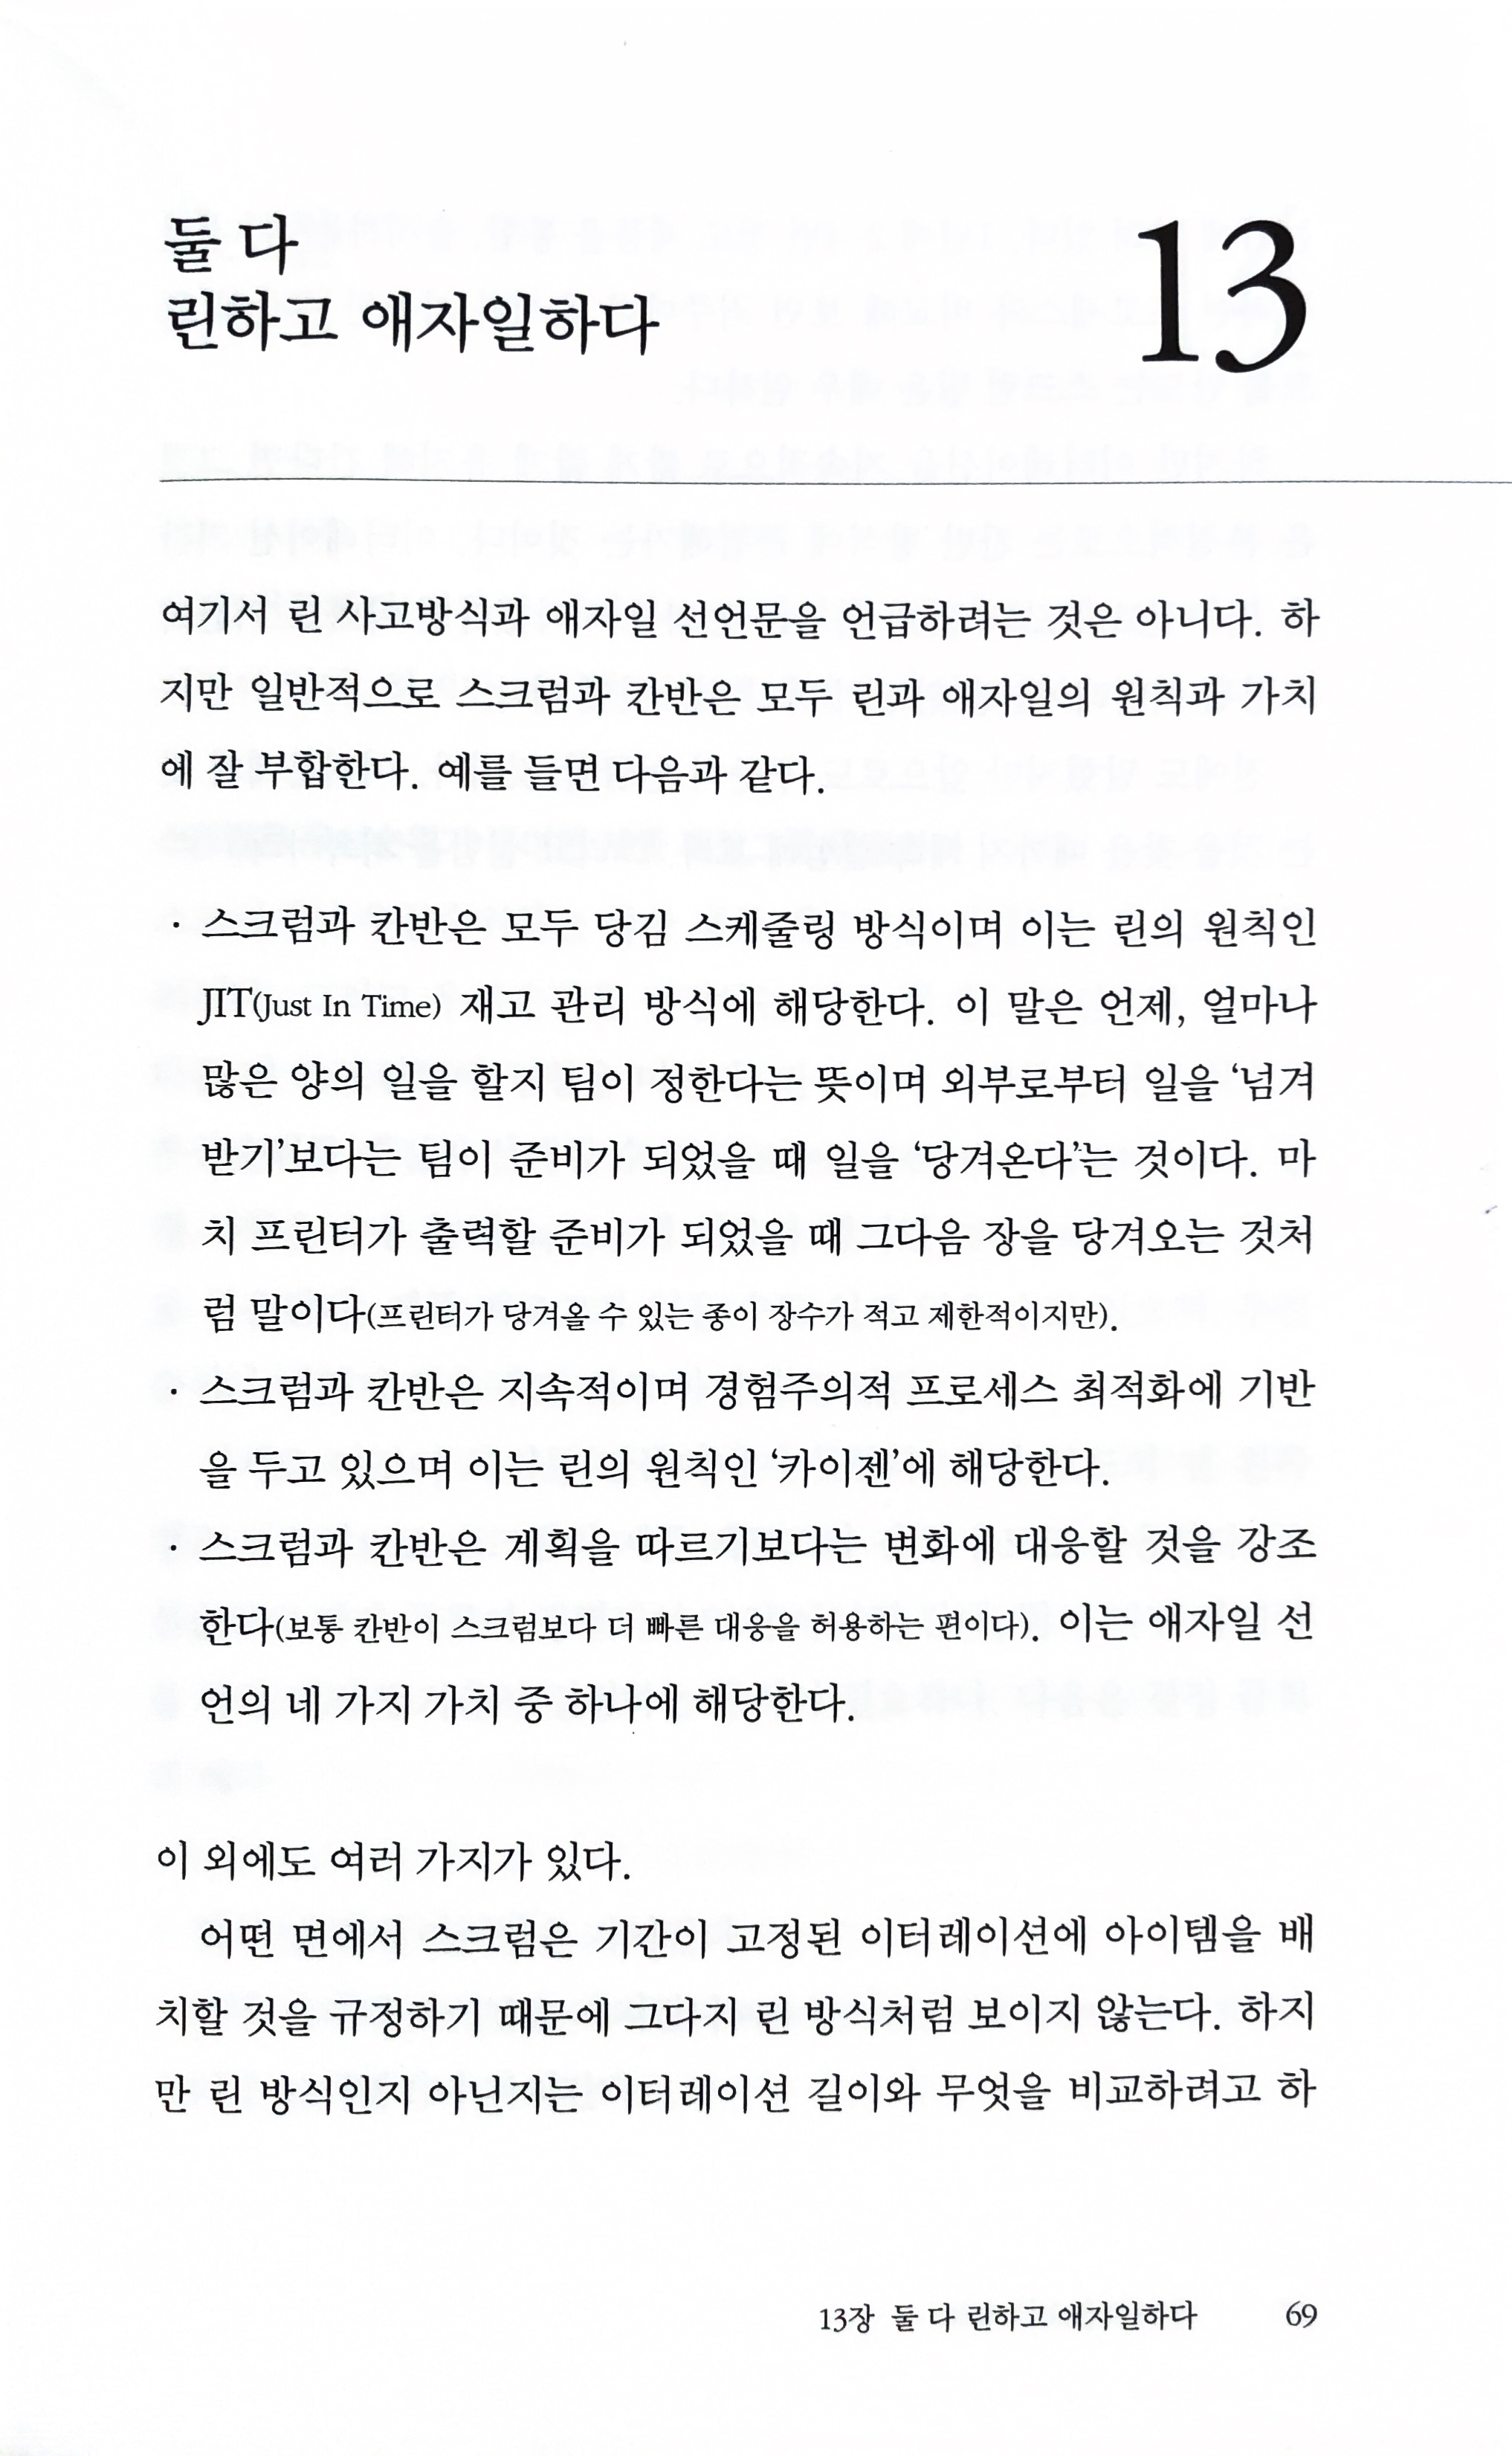 둘 다
린하고 애자일하다
13
여기서 린 사고방식과 애자일 선언문을 언급하려는 것은 아니다. 하
지만 일반적으로 스크럼과 칸반은 모두 린과 애자일의 원칙과 가치
에 잘 부합한다. 예를 들면 다음과 같다.
· 스크럼과 칸반은 모두 당김 스케줄링 방식이며 이는 린의 원칙인
JIT(Just In Time) 재고 관리 방식에 해당한다. 이 말은 언제, 얼마나
많은 양의 일을 할지 팀이 정한다는 뜻이며 외부로부터 일을 ‘넘겨
받기’보다는 팀이 준비가 되었을 때 일을 ‘당겨온다’는 것이다. 마
치 프린터가 출력할 준비가 되었을 때 그다음 장을 당겨오는 것처
럼 말이다(프린터가 당겨올 수 있는 종이 장수가 적고 제한적이지만).
· 스크럼과 칸반은 지속적이며 경험주의적 프로세스 최적화에 기반
을 두고 있으며 이는 린의 원칙인 ‘카이젠’에 해당한다.
· 스크럼과 칸반은 계획을 따르기보다는 변화에 대응할 것을 강조
한다(보통 칸반이 스크럼보다 더 빠른 대응을 허용하는 편이다). 이는 애자일 선
언의 네 가지 가치 중 하나에 해당한다.
이 외에도 여러 가지가 있다.
어떤 면에서 스크럼은 기간이 고정된 이터레이션에 아이템을 배
치할 것을 규정하기 때문에 그다지 린 방식처럼 보이지 않는다. 하지
만 린 방식인지 아닌지는 이터레이션 길이와 무엇을 비교하려고 하
13장 둘 다 린하고 애자일하다 69